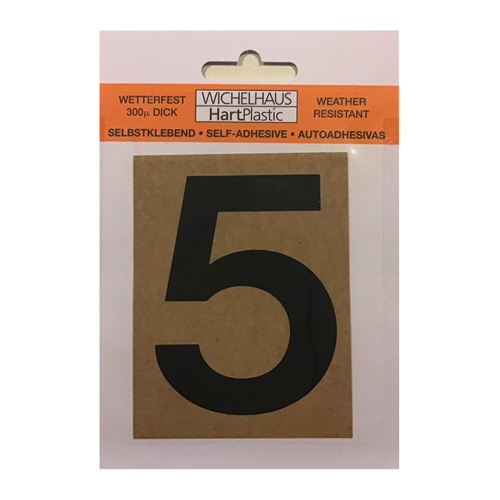 WETTERFEST
300µ DICK
WICHELHAUS
HartPlastic
WEATHER
RESISTANT
SELBSTKLEBEND • SELF-ADHESIVE • AUTOADHESIVAS
5